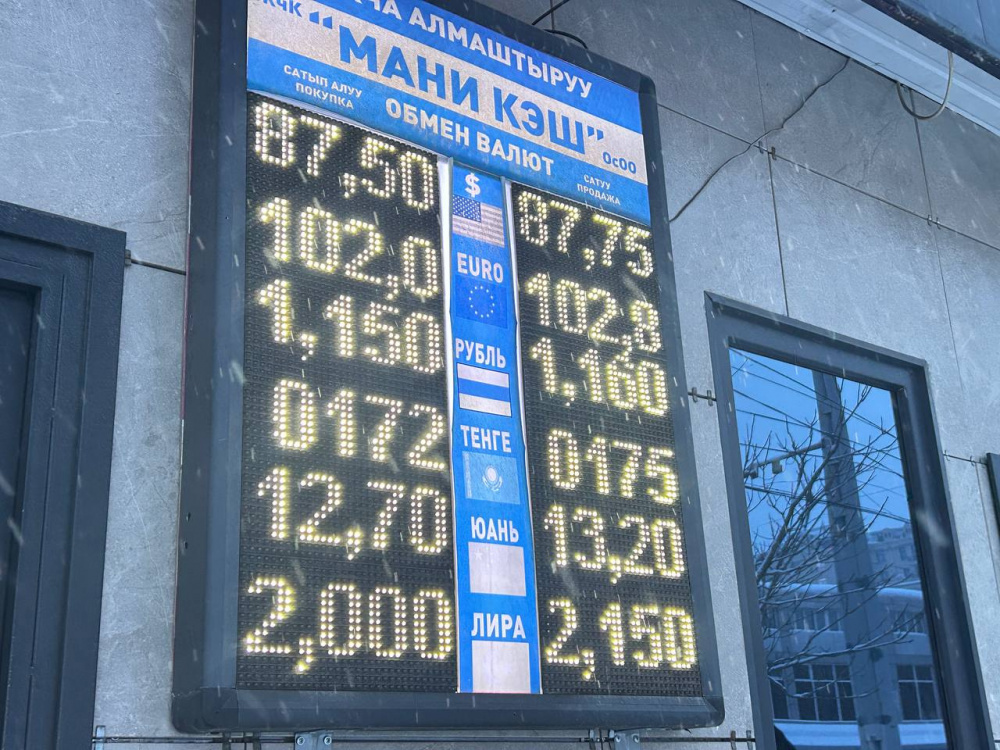 АЛМАШТЫРУУ
"МАНИ КЭШ"
ОсОО
САТЫП АЛУУ
ПОКУПКА
ОБМЕН ВАЛЮТ
САТУУ
ПРОДАЖА
87,50 $ 87,75
102,0 EURO 102,8
1,150 РУБЛЬ 1,160
0172 ТЕНГЕ 0175
12,70 ЮАНЬ 13,20
2,000 ЛИРА 2,150